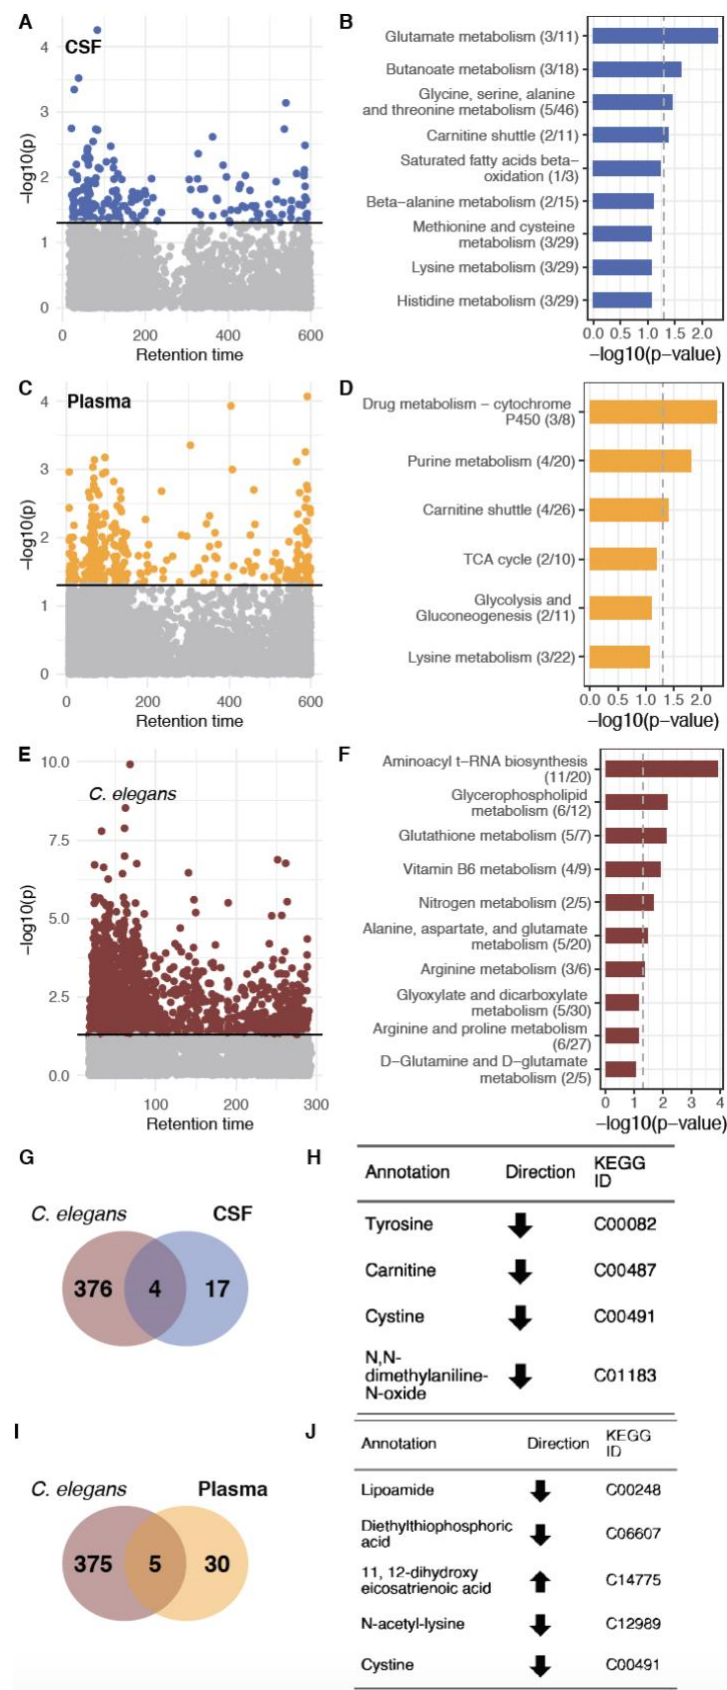 A
CSF
4
3
2
1
0
−log10(p)
0 200 400 600
Retention time
B
Glutamate metabolism (3/11)
Butanoate metabolism (3/18)
Glycine, serine, alanine
and threonine metabolism (5/46)
Carnitine shuttle (2/11)
Saturated fatty acids beta−
oxidation (1/3)
Beta−alanine metabolism (2/15)
Methionine and cysteine
metabolism (3/29)
Lysine metabolism (3/29)
Histidine metabolism (3/29)
0.0 0.5 1.0 1.5 2.0
−log10(p−value)
C
Plasma
4
3
2
1
0
−log10(p)
0 200 400 600
Retention time
D
Drug metabolism − cytochrome
P450 (3/8)
Purine metabolism (4/20)
Carnitine shuttle (4/26)
TCA cycle (2/10)
Glycolysis and
Gluconeogenesis (2/11)
Lysine metabolism (3/22)
0.0 0.5 1.0 1.5 2.0
−log10(p−value)
E
C. elegans
10.0
7.5
5.0
2.5
0.0
−log10(p)
100 200 300
Retention time
F
Aminoacyl t−RNA biosynthesis
(11/20)
Glycerophospholipid
metabolism (6/12)
Glutathione metabolism (5/7)
Vitamin B6 metabolism (4/9)
Nitrogen metabolism (2/5)
Alanine, aspartate, and glutamate
metabolism (5/20)
Arginine metabolism (3/6)
Glyoxylate and dicarboxylate
metabolism (5/30)
Arginine and proline metabolism
(6/27)
D−Glutamine and D−glutamate
metabolism (2/5)
0 1 2 3 4
−log10(p−value)
G
C. elegans CSF
376 4 17
H
Annotation Direction KEGG
ID
Tyrosine C00082
Carnitine C00487
Cystine C00491
N,N-
dimethylaniline-
N-oxide C01183
I
C. elegans Plasma
375 5 30
J
Annotation Direction KEGG
ID
Lipoamide C00248
Diethylthiophosphoric
acid C06607
11, 12-dihydroxy
eicosatrienoic acid C14775
N-acetyl-lysine C12989
Cystine C00491